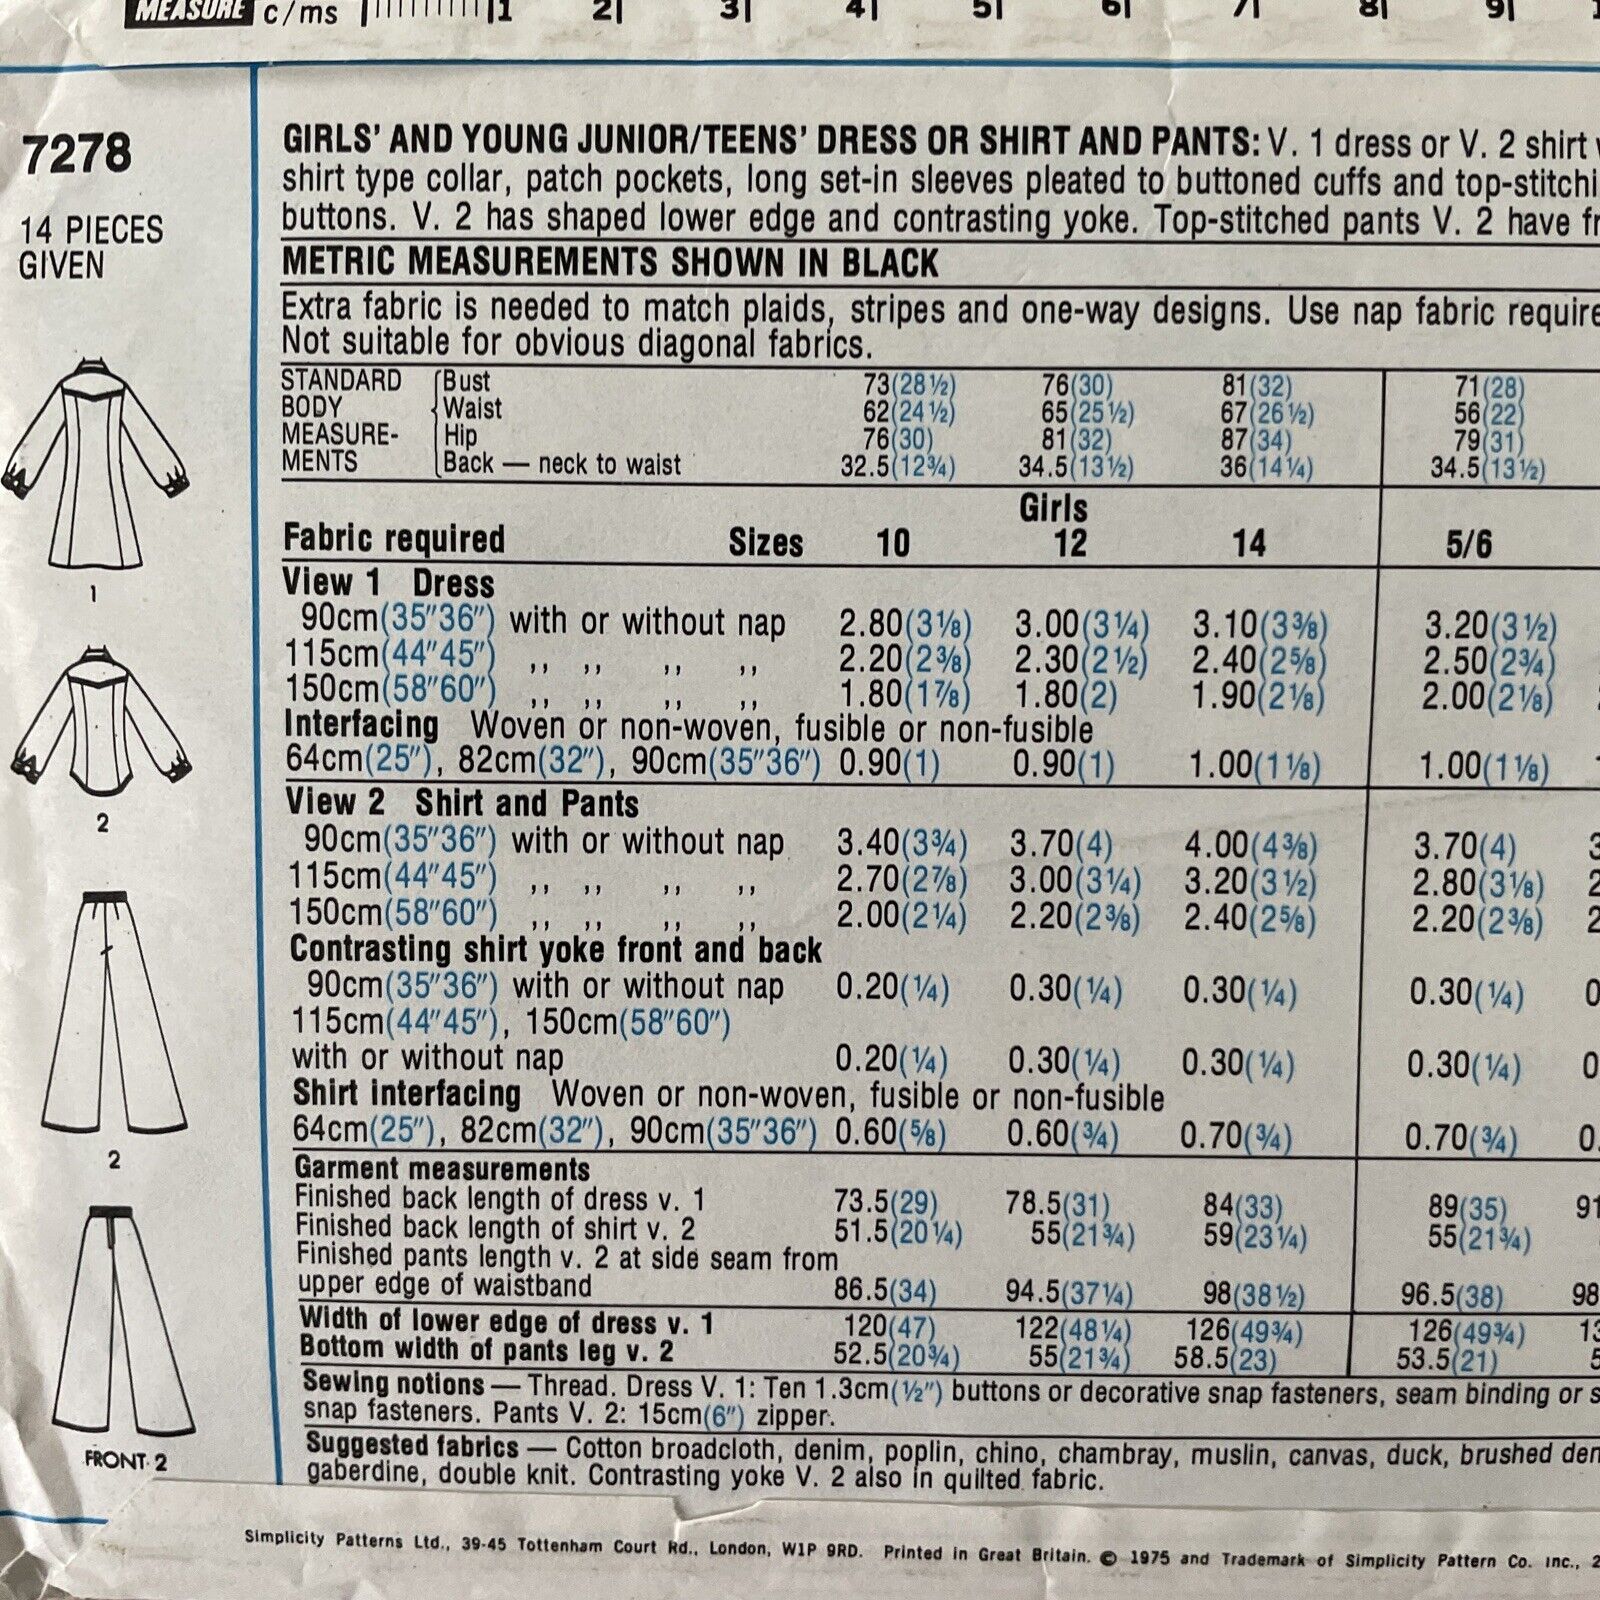 MEASURE c/ms 1 2 3 4 5 6 7 8 9
7278
14 PIECES
GIVEN
1
2
2
FRONT 2
GIRLS' AND YOUNG JUNIOR/TEENS' DRESS OR SHIRT AND PANTS: V. 1 dress or V. 2 shirt
shirt type collar, patch pockets, long set-in sleeves pleated to buttoned cuffs and top-stitchi
buttons. V. 2 has shaped lower edge and contrasting yoke. Top-stitched pants V. 2 have fr
METRIC MEASUREMENTS SHOWN IN BLACK
Extra fabric is needed to match plaids, stripes and one-way designs. Use nap fabric require
Not suitable for obvious diagonal fabrics.
STANDARD Bust 73(28½) 76(30) 81(32) 71(28)
BODY Waist 62(24½) 65(25½) 67(26½) 56(22)
MEASURE- Hip 76(30) 81(32) 87(34) 79(31)
MENTS Back — neck to waist 32.5(12¾) 34.5(13½) 36(14¼) 34.5(13½)
Girls
Fabric required Sizes 10 12 14 5/6
View 1 Dress
90cm(35"36") with or without nap 2.80(3⅛) 3.00(3¼) 3.10(3⅜) 3.20(3½)
115cm(44"45") ,, ,, ,, ,, 2.20(2⅜) 2.30(2½) 2.40(2⅝) 2.50(2¾)
150cm(58"60") ,, ,, ,, ,, 1.80(1⅞) 1.80(2) 1.90(2⅛) 2.00(2⅛)
Interfacing Woven or non-woven, fusible or non-fusible
64cm(25"), 82cm(32"), 90cm(35"36") 0.90(1) 0.90(1) 1.00(1⅛) 1.00(1⅛)
View 2 Shirt and Pants
90cm(35"36") with or without nap 3.40(3¾) 3.70(4) 4.00(4⅜) 3.70(4)
115cm(44"45") ,, ,, ,, ,, 2.70(2⅞) 3.00(3¼) 3.20(3½) 2.80(3⅛)
150cm(58"60") ,, ,, ,, ,, 2.00(2¼) 2.20(2⅜) 2.40(2⅝) 2.20(2⅜)
Contrasting shirt yoke front and back
90cm(35"36") with or without nap 0.20(¼) 0.30(¼) 0.30(¼) 0.30(¼)
115cm(44"45"), 150cm(58"60")
with or without nap 0.20(¼) 0.30(¼) 0.30(¼) 0.30(¼)
Shirt interfacing Woven or non-woven, fusible or non-fusible
64cm(25"), 82cm(32"), 90cm(35"36") 0.60(⅝) 0.60(¾) 0.70(¾) 0.70(¾)
Garment measurements
Finished back length of dress v. 1 73.5(29) 78.5(31) 84(33) 89(35) 91
Finished back length of shirt v. 2 51.5(20¼) 55(21¾) 59(23¼) 55(21¾)
Finished pants length v. 2 at side seam from
upper edge of waistband 86.5(34) 94.5(37¼) 98(38½) 96.5(38) 98
Width of lower edge of dress v. 1 120(47) 122(48¼) 126(49¾) 126(49¾) 13
Bottom width of pants leg v. 2 52.5(20¾) 55(21¾) 58.5(23) 53.5(21) 5
Sewing notions — Thread. Dress V. 1: Ten 1.3cm(½") buttons or decorative snap fasteners, seam binding or s
snap fasteners. Pants V. 2: 15cm(6") zipper.
Suggested fabrics — Cotton broadcloth, denim, poplin, chino, chambray, muslin, canvas, duck, brushed den
gaberdine, double knit. Contrasting yoke V. 2 also in quilted fabric.
Simplicity Patterns Ltd., 39-45 Tottenham Court Rd., London, W1P 9RD. Printed in Great Britain. © 1975 and Trademark of Simplicity Pattern Co. Inc., 2